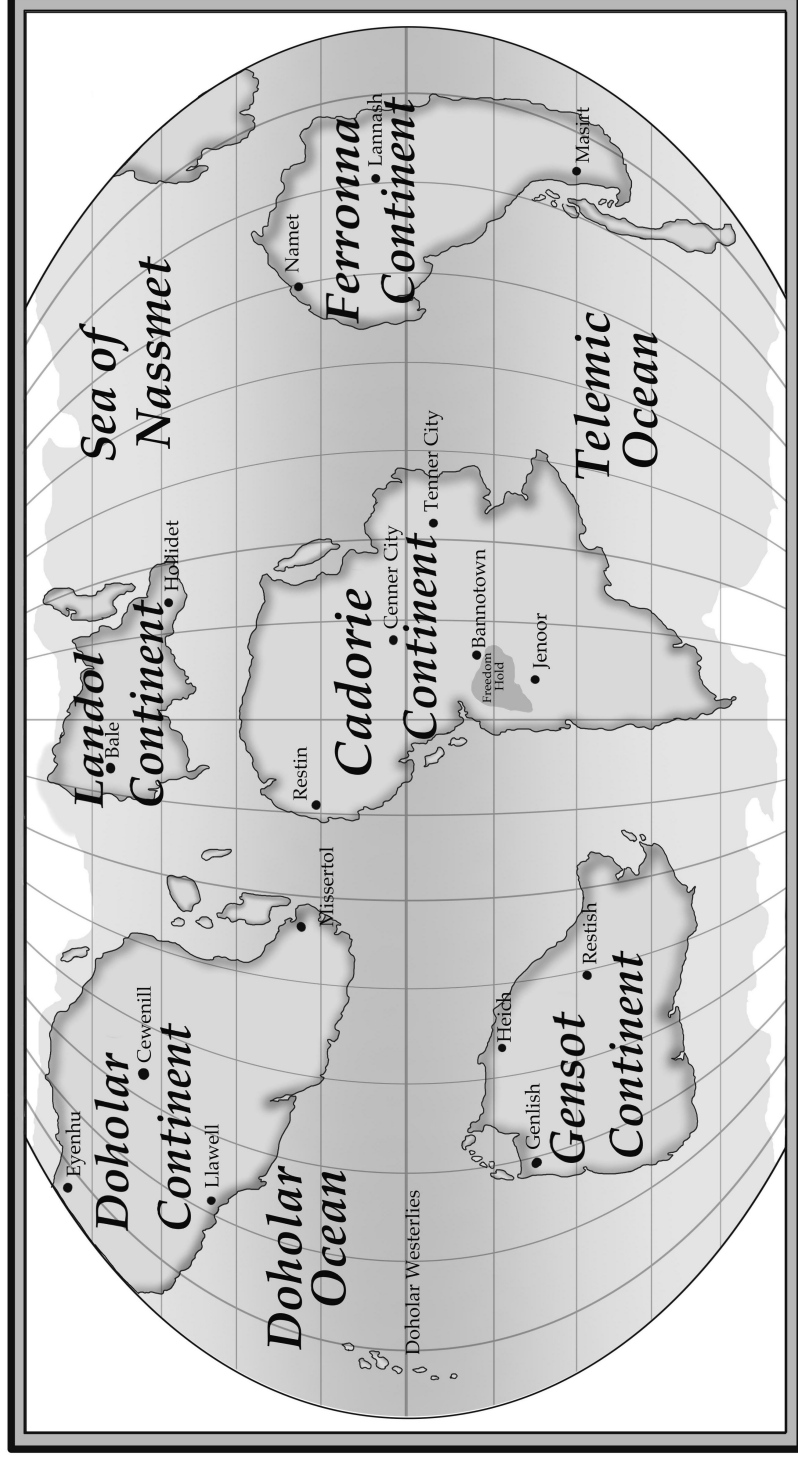 Eyenhu
Doholar
Continent
Cewenill
Llawell
Missertol
Doholar
Ocean
Doholar Westerlies
Genlish
Heich
Gensot
Continent
Restish
Landol
Continent
Bale
Hollidet
Restin
Cadorie
Continent
Cenner City
Tenner City
Bannotown
Freedom
Hold
Jenoor
Sea of
Nassmet
Telemic
Ocean
Namet
Ferronna
Continent
Lannash
Masirt